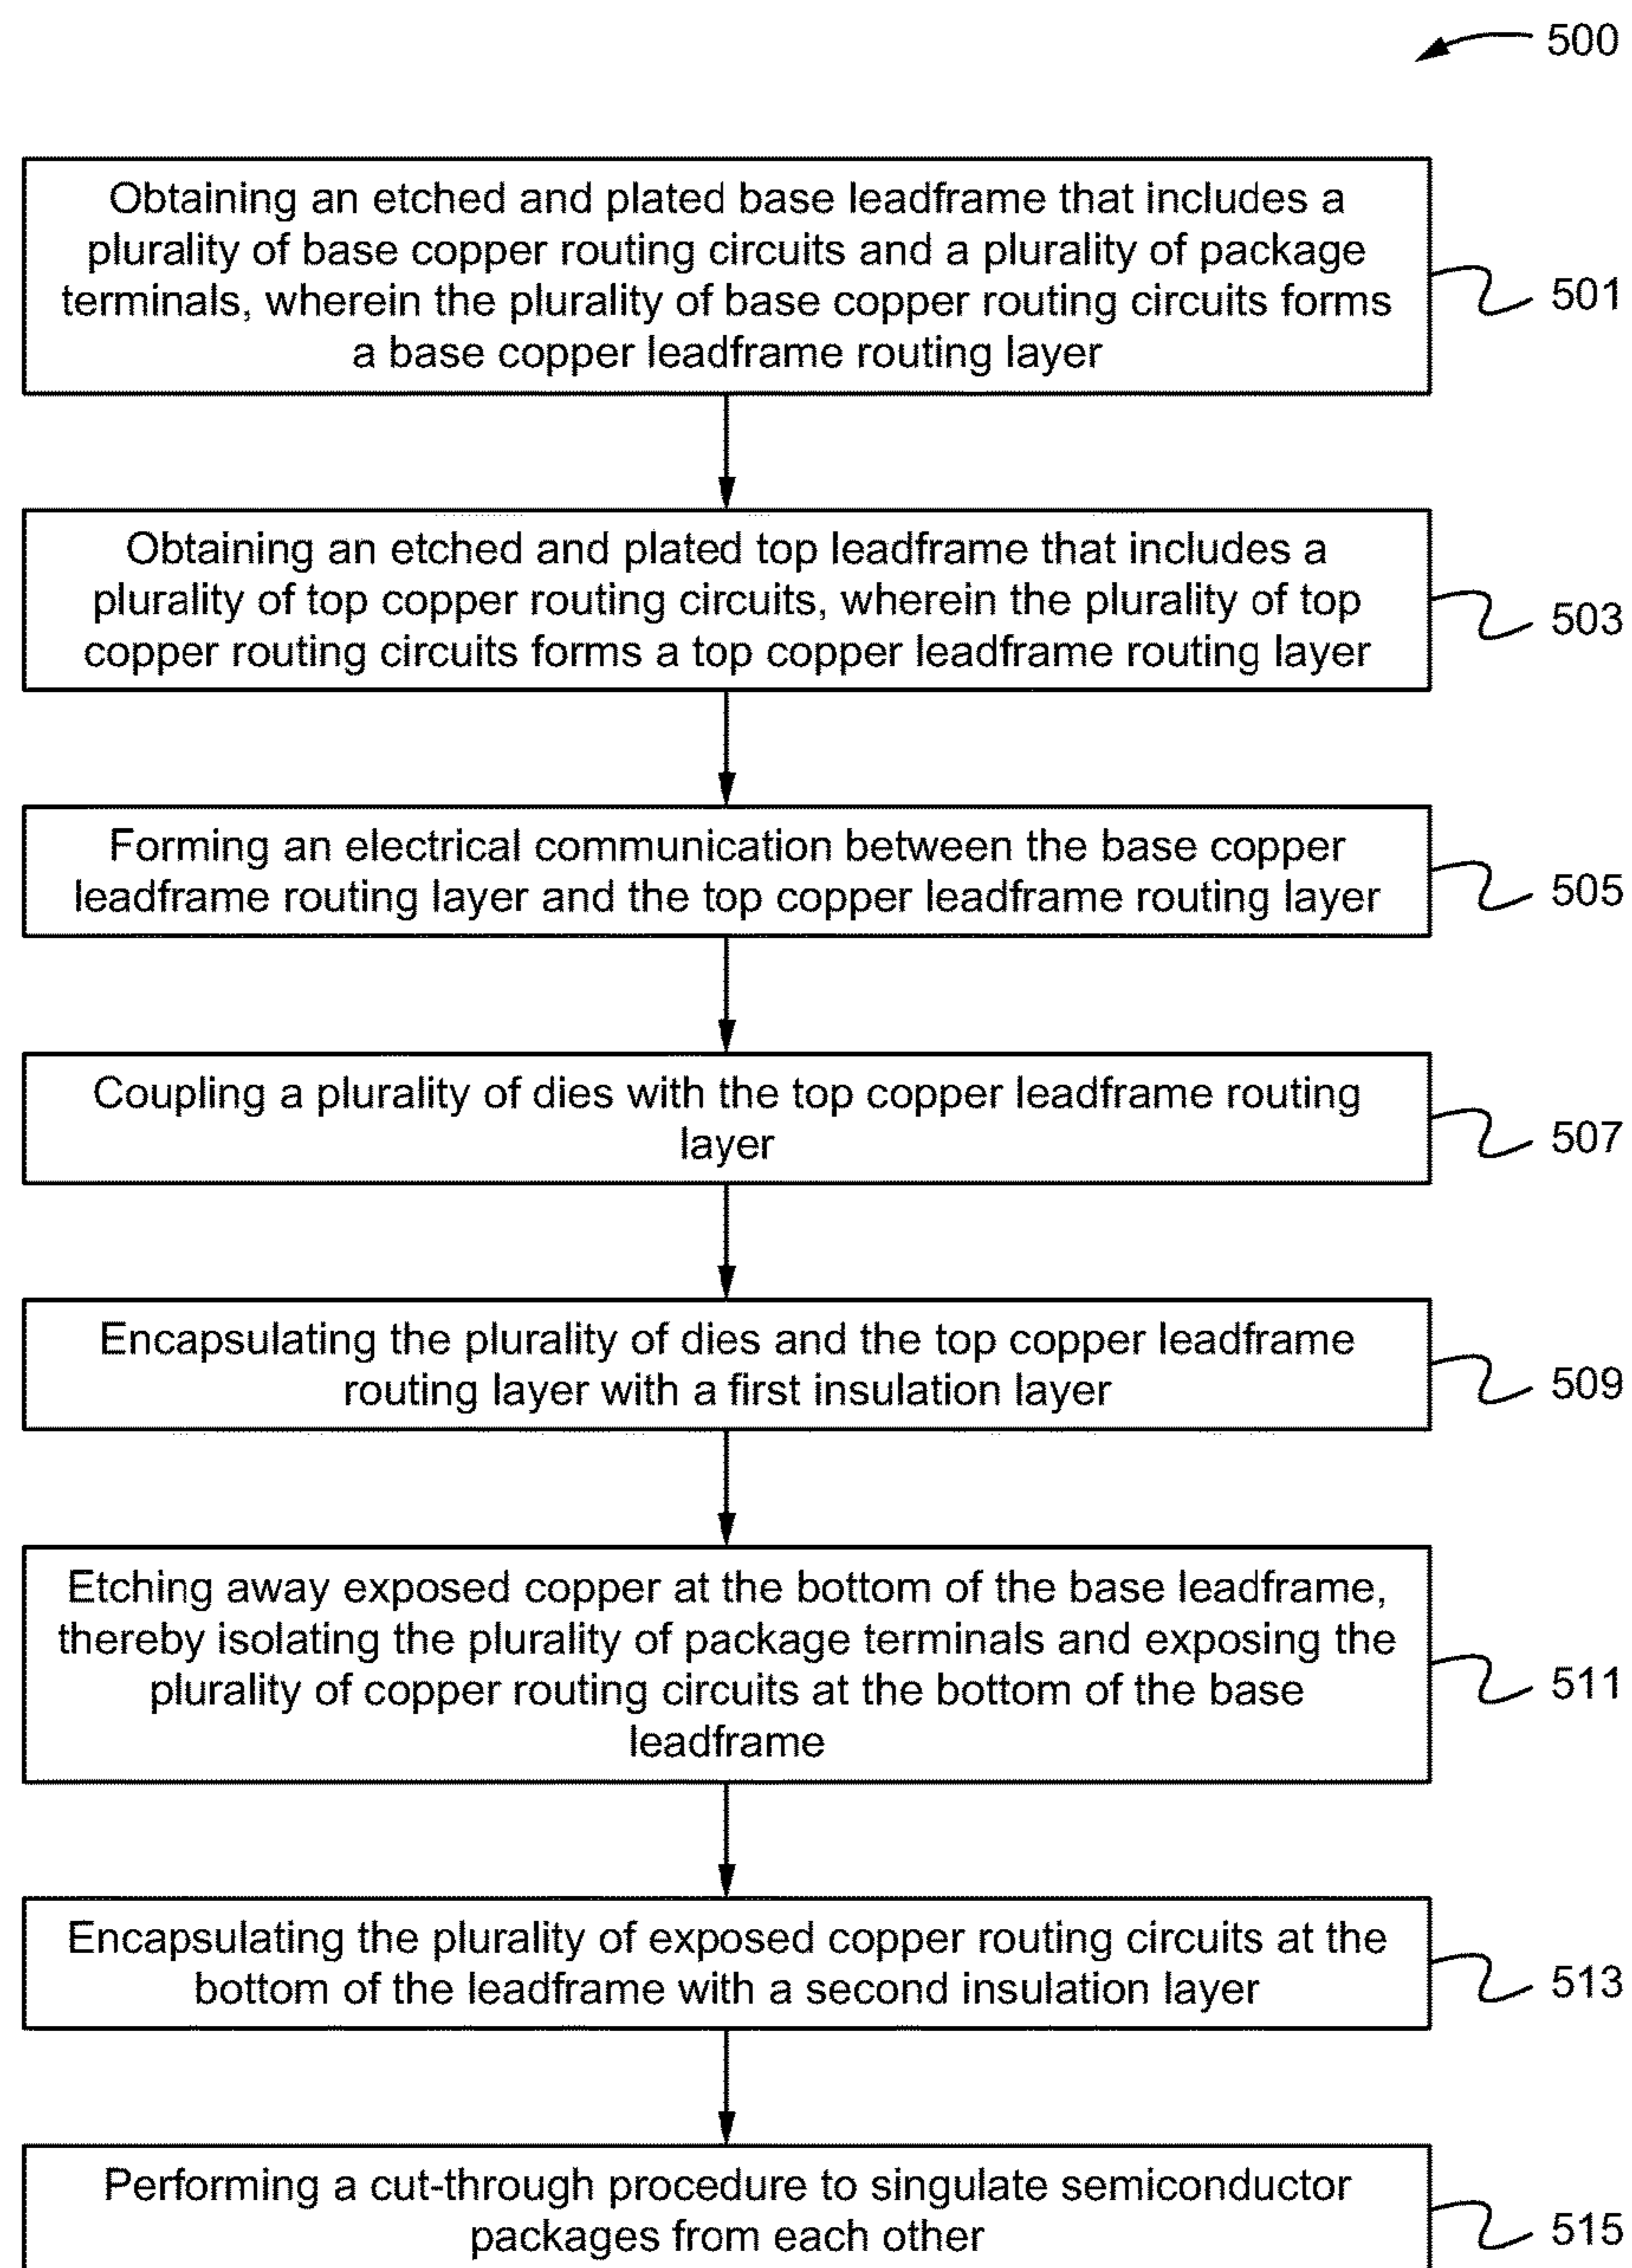 500
Obtaining an etched and plated base leadframe that includes a
plurality of base copper routing circuits and a plurality of package
terminals, wherein the plurality of base copper routing circuits forms
a base copper leadframe routing layer
501
Obtaining an etched and plated top leadframe that includes a
plurality of top copper routing circuits, wherein the plurality of top
copper routing circuits forms a top copper leadframe routing layer
503
Forming an electrical communication between the base copper
leadframe routing layer and the top copper leadframe routing layer
505
Coupling a plurality of dies with the top copper leadframe routing
layer
507
Encapsulating the plurality of dies and the top copper leadframe
routing layer with a first insulation layer
509
Etching away exposed copper at the bottom of the base leadframe,
thereby isolating the plurality of package terminals and exposing the
plurality of copper routing circuits at the bottom of the base
leadframe
511
Encapsulating the plurality of exposed copper routing circuits at the
bottom of the leadframe with a second insulation layer
513
Performing a cut-through procedure to singulate semiconductor
packages from each other
515